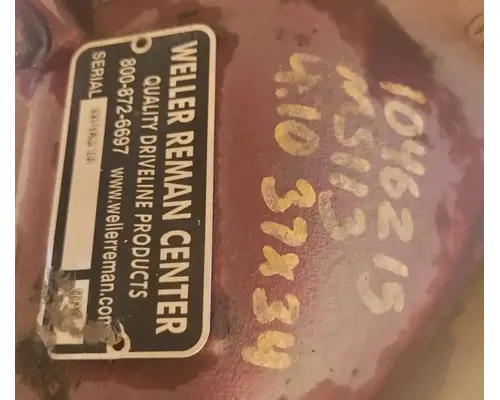 WELLER REMAN CENTER
QUALITY DRIVELINE PRODUCTS
800-872-6697 www.wellerreman.com
SERIAL
1046215
MS113
4.10 37X34